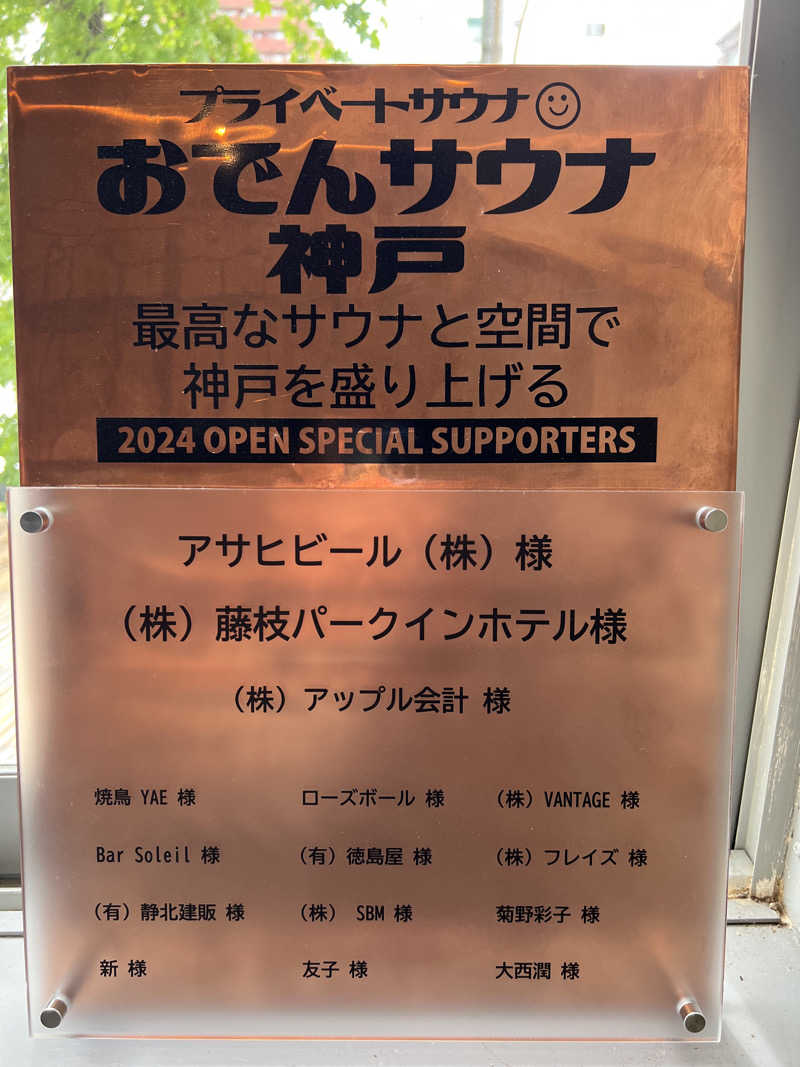 プライベートサウナ
おでんサウナ
神戸
最高なサウナと空間で
神戸を盛り上げる
2024 OPEN SPECIAL SUPPORTERS
アサヒビール（株）様
（株）藤枝パークインホテル様
（株）アップル会計 様
焼鳥 YAE 様 ローズボール 様 （株）VANTAGE 様
Bar Soleil 様 （有）徳島屋 様 （株）フレイズ 様
（有）静北建販 様 （株） SBM 様 菊野彩子 様
新 様 友子 様 大西潤 様